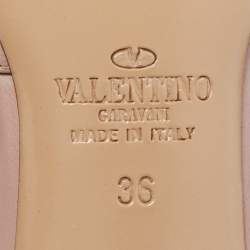 VALENTINO
GARAVANI
MADE IN ITALY
36